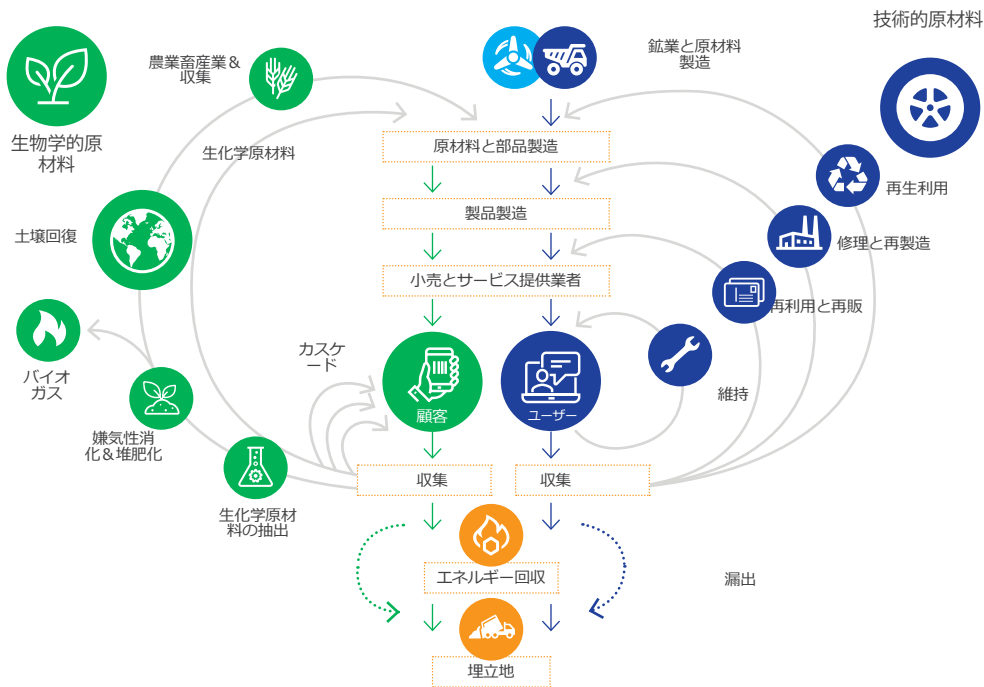 技術的原材料
農業畜産業＆
収集
鉱業と原材料
製造
生物学的原
材料
生化学原材料
原材料と部品製造
再生利用
製品製造
土壌回復
修理と再製造
小売とサービス提供業者
再利用と再販
カスケ
ード
バイオ
ガス
維持
顧客
ユーザー
嫌気性消
化＆堆肥化
収集
収集
生化学原材
料の抽出
エネルギー回収
漏出
埋立地